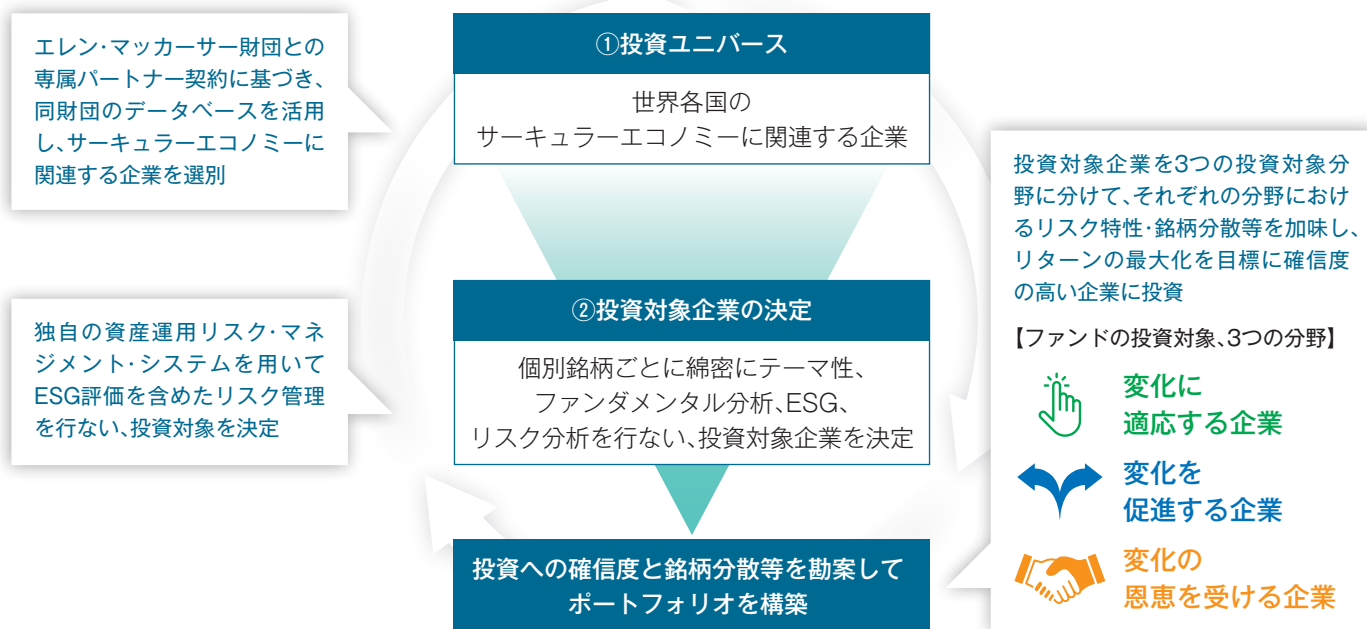 エレン・マッカーサー財団との
専属パートナー契約に基づき、
同財団のデータベースを活用
し、サーキュラーエコノミーに
関連する企業を選別
①投資ユニバース
世界各国の
サーキュラーエコノミーに関連する企業
独自の資産運用リスク・マネ
ジメント・システムを用いて
ESG評価を含めたリスク管理
を行ない、投資対象を決定
②投資対象企業の決定
個別銘柄ごとに綿密にテーマ性、
ファンダメンタル分析、ESG、
リスク分析を行ない、投資対象企業を決定
投資への確信度と銘柄分散等を勘案して
ポートフォリオを構築
投資対象企業を3つの投資対象分
野に分けて、それぞれの分野におけ
るリスク特性・銘柄分散等を加味し、
リターンの最大化を目標に確信度
の高い企業に投資
【ファンドの投資対象、3つの分野】
変化に
適応する企業
変化を
促進する企業
変化の
恩恵を受ける企業